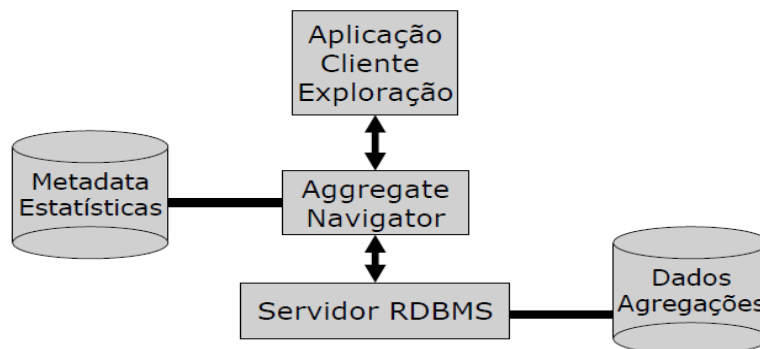 Aplicação
Cliente
Exploração
Metadata
Estatísticas
Aggregate
Navigator
Servidor RDBMS
Dados
Agregações